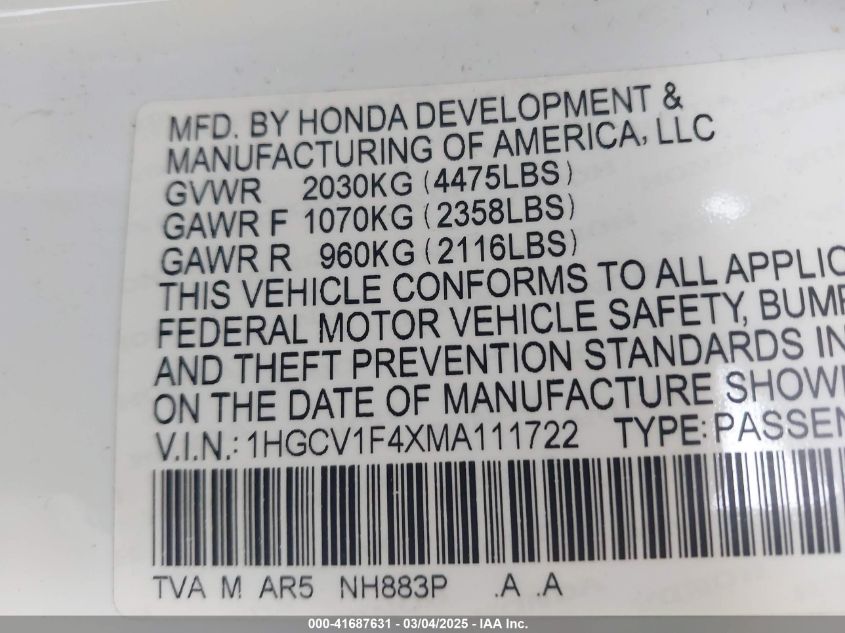 MFD. BY HONDA DEVELOPMENT &
MANUFACTURING OF AMERICA, LLC
GVWR 2030KG (4475LBS)
GAWR F 1070KG (2358LBS)
GAWR R 960KG (2116LBS)
THIS VEHICLE CONFORMS TO ALL APPLIC
FEDERAL MOTOR VEHICLE SAFETY, BUMP
AND THEFT PREVENTION STANDARDS IN
ON THE DATE OF MANUFACTURE SHOW
V.I.N.: 1HGCV1F4XMA111722 TYPE: PASSEN
TVA M AR5 NH883P .A .A
000-41687631 - 03/04/2025 - IAA Inc.